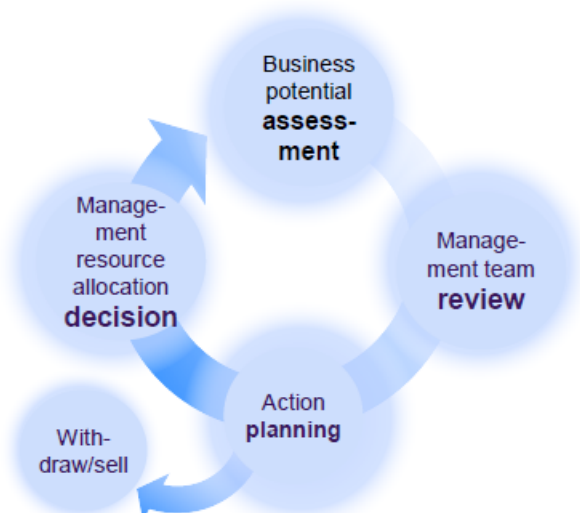 Business
potential
assess-
ment
Manage-
ment team
review
Action
planning
With-
draw/sell
Manage-
ment
resource
allocation
decision